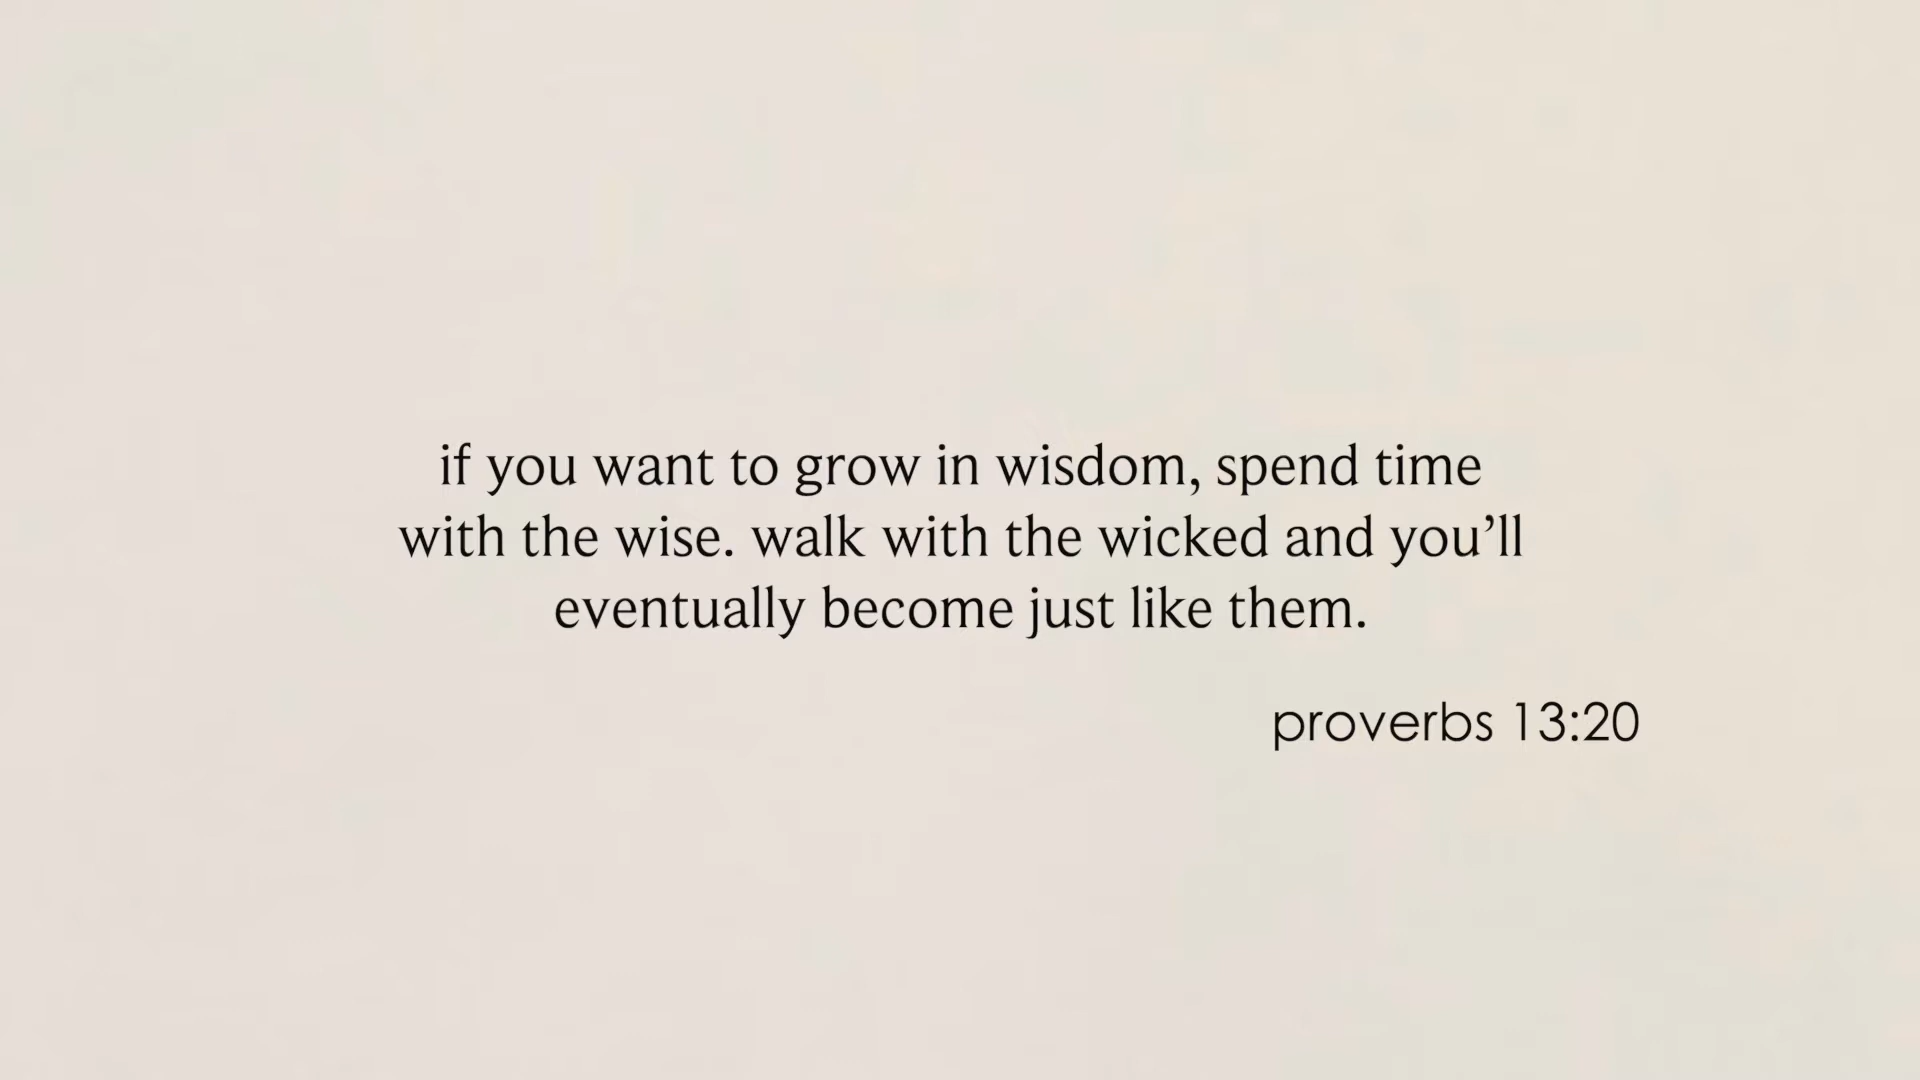 if you want to grow in wisdom, spend time
with the wise. walk with the wicked and you’ll
eventually become just like them.
proverbs 13:20